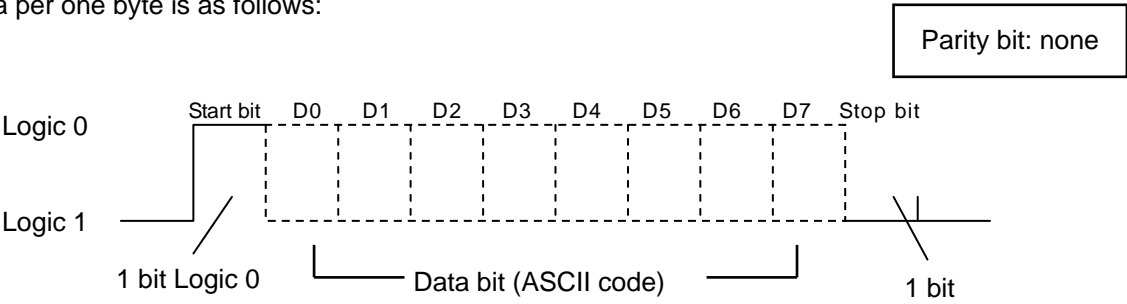 a per one byte is as follows:
Parity bit: none
Start bit D0 D1 D2 D3 D4 D5 D6 D7 Stop bit
Logic 0
Logic 1
1 bit Logic 0
Data bit (ASCII code)
1 bit